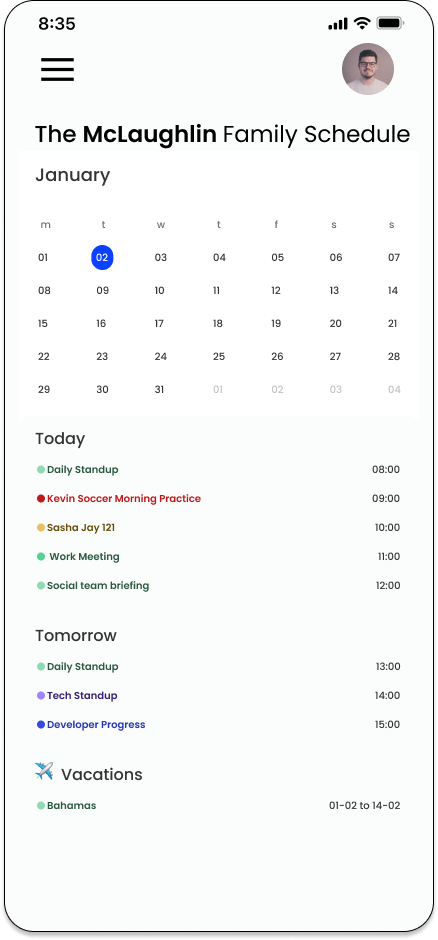 8:35
The McLaughlin Family Schedule
January
m t w t f s s
01 02 03 04 05 06 07
08 09 10 11 12 13 14
15 16 17 18 19 20 21
22 23 24 25 26 27 28
29 30 31 01 02 03 04
Today
Daily Standup 08:00
Kevin Soccer Morning Practice 09:00
Sasha Jay 121 10:00
Work Meeting 11:00
Social team briefing 12:00
Tomorrow
Daily Standup 13:00
Tech Standup 14:00
Developer Progress 15:00
Vacations
Bahamas 01-02 to 14-02